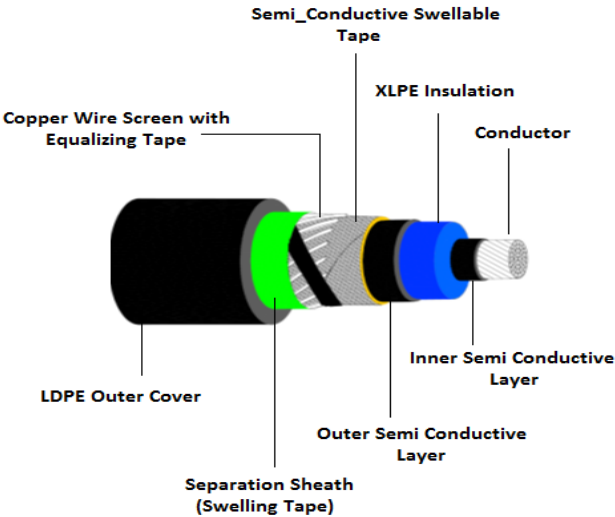 Semi_Conductive Swellable
Tape
XLPE Insulation
Copper Wire Screen with
Equalizing Tape
Conductor
Inner Semi Conductive
Layer
LDPE Outer Cover
Outer Semi Conductive
Layer
Separation Sheath
(Swelling Tape)